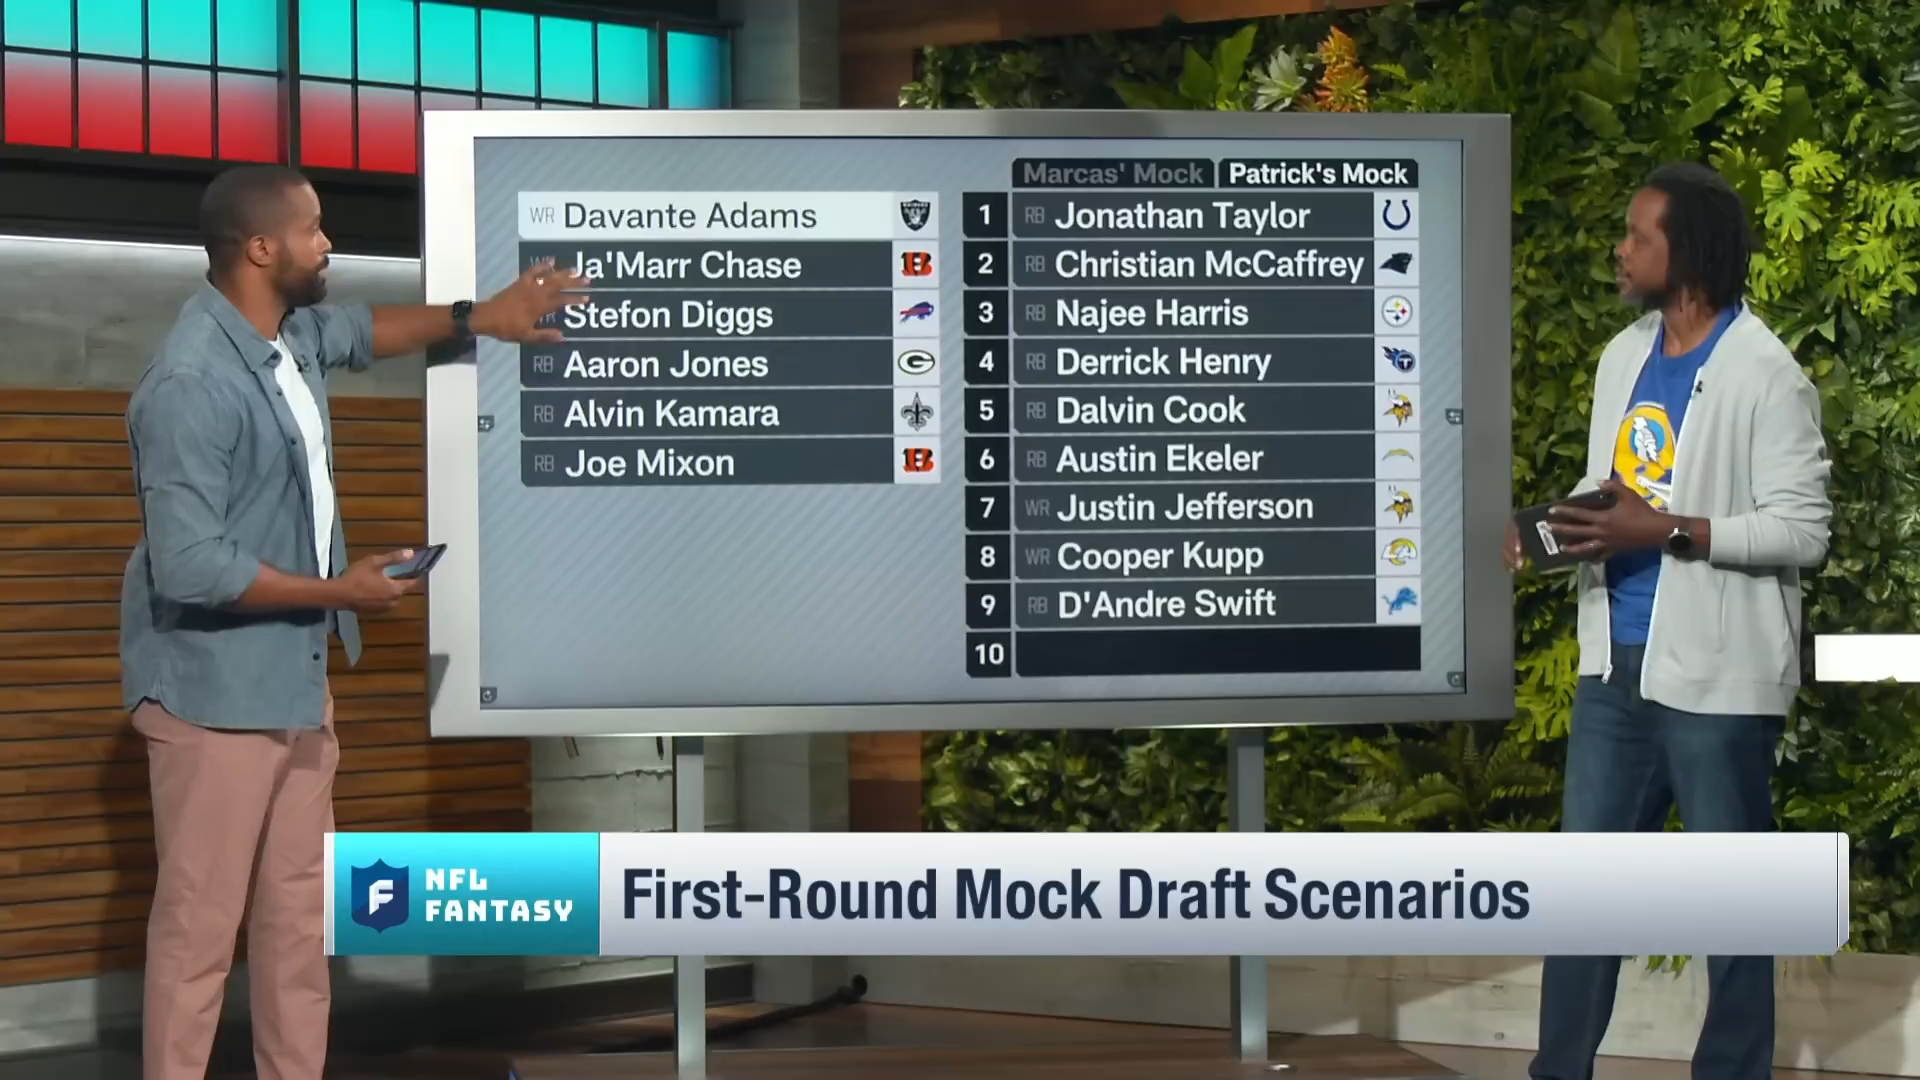 Marcas' Mock
Patrick's Mock
WR Davante Adams
WR Ja'Marr Chase
WR Stefon Diggs
RB Aaron Jones
RB Alvin Kamara
RB Joe Mixon
1 RB Jonathan Taylor
2 RB Christian McCaffrey
3 RB Najee Harris
4 RB Derrick Henry
5 RB Dalvin Cook
6 RB Austin Ekeler
7 WR Justin Jefferson
8 WR Cooper Kupp
9 RB D'Andre Swift
10
F NFL
FANTASY
First-Round Mock Draft Scenarios